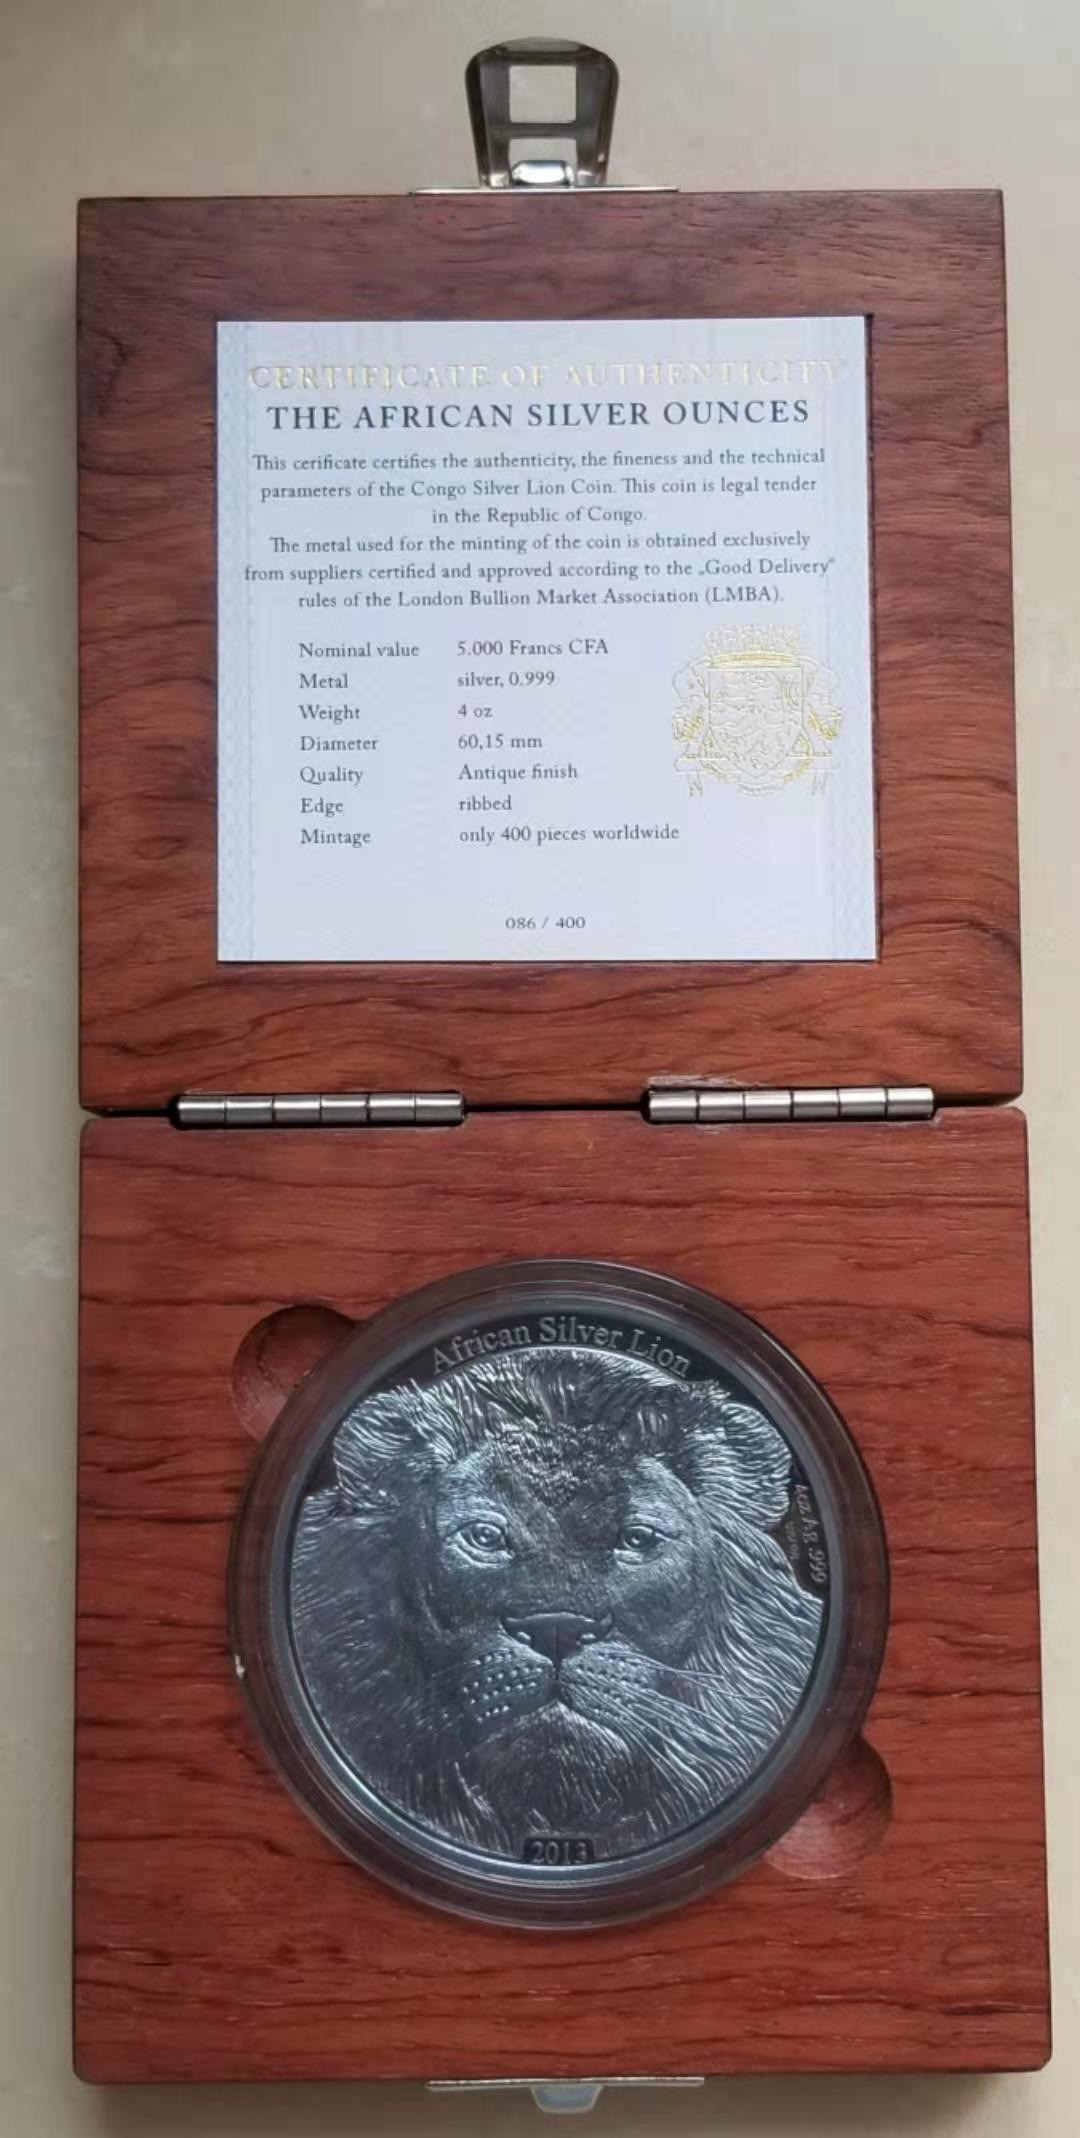 CERTIFICATE OF AUTHENTICITY
THE AFRICAN SILVER OUNCES
This cerificate certifies the authenticity, the fineness and the technical
parameters of the Congo Silver Lion Coin. This coin is legal tender
in the Republic of Congo.
The metal used for the minting of the coin is obtained exclusively
from suppliers certified and approved according to the „Good Delivery“
rules of the London Bullion Market Association (LMBA).
Nominal value 5.000 Francs CFA
Metal silver, 0.999
Weight 4 oz
Diameter 60,15 mm
Quality Antique finish
Edge ribbed
Mintage only 400 pieces worldwide
086 / 400
African Silver Lion
4oz Ag .999
2013